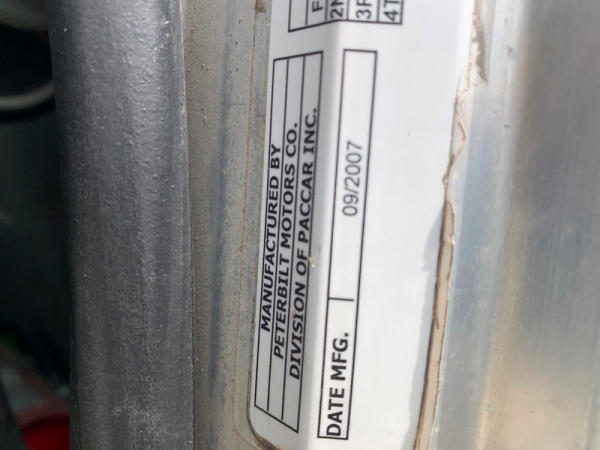 MANUFACTURED BY
PETERBILT MOTORS CO.
DIVISION OF PACCAR INC.
DATE MFG. 09/2007